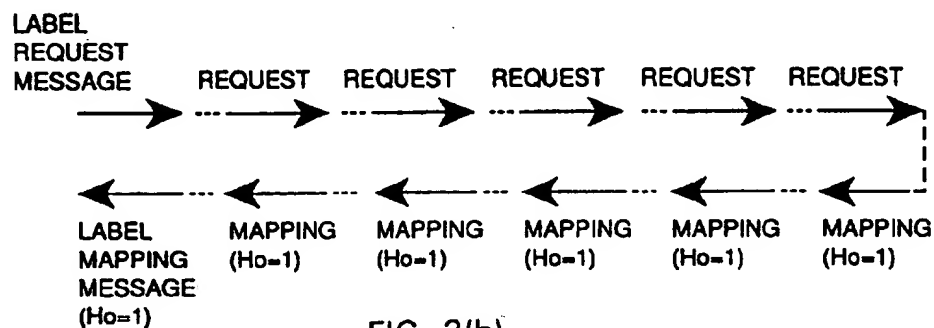 LABEL
REQUEST
MESSAGE
REQUEST REQUEST REQUEST REQUEST REQUEST
LABEL
MAPPING
MESSAGE
(Ho=1)
MAPPING
(Ho=1)
MAPPING
(Ho=1)
MAPPING
(Ho=1)
MAPPING
(Ho=1)
MAPPING
(Ho=1)